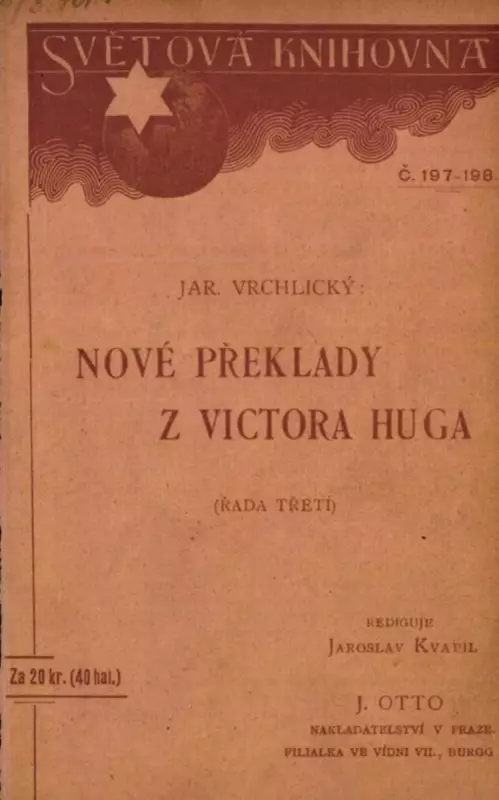 SVĚTOVÁ KNIHOVNA
Č. 197-198.
JAR. VRCHLICKÝ:
NOVÉ PŘEKLADY
Z VICTORA HUGA
(ŘADA TŘETÍ)
REDIGUJE
JAROSLAV KVAPIL
Za 20 kr. (40 hal.)
J. OTTO
NAKLADATELSTVÍ V PRAZE.
FILIALKA VE VÍDNI VII., BURGG